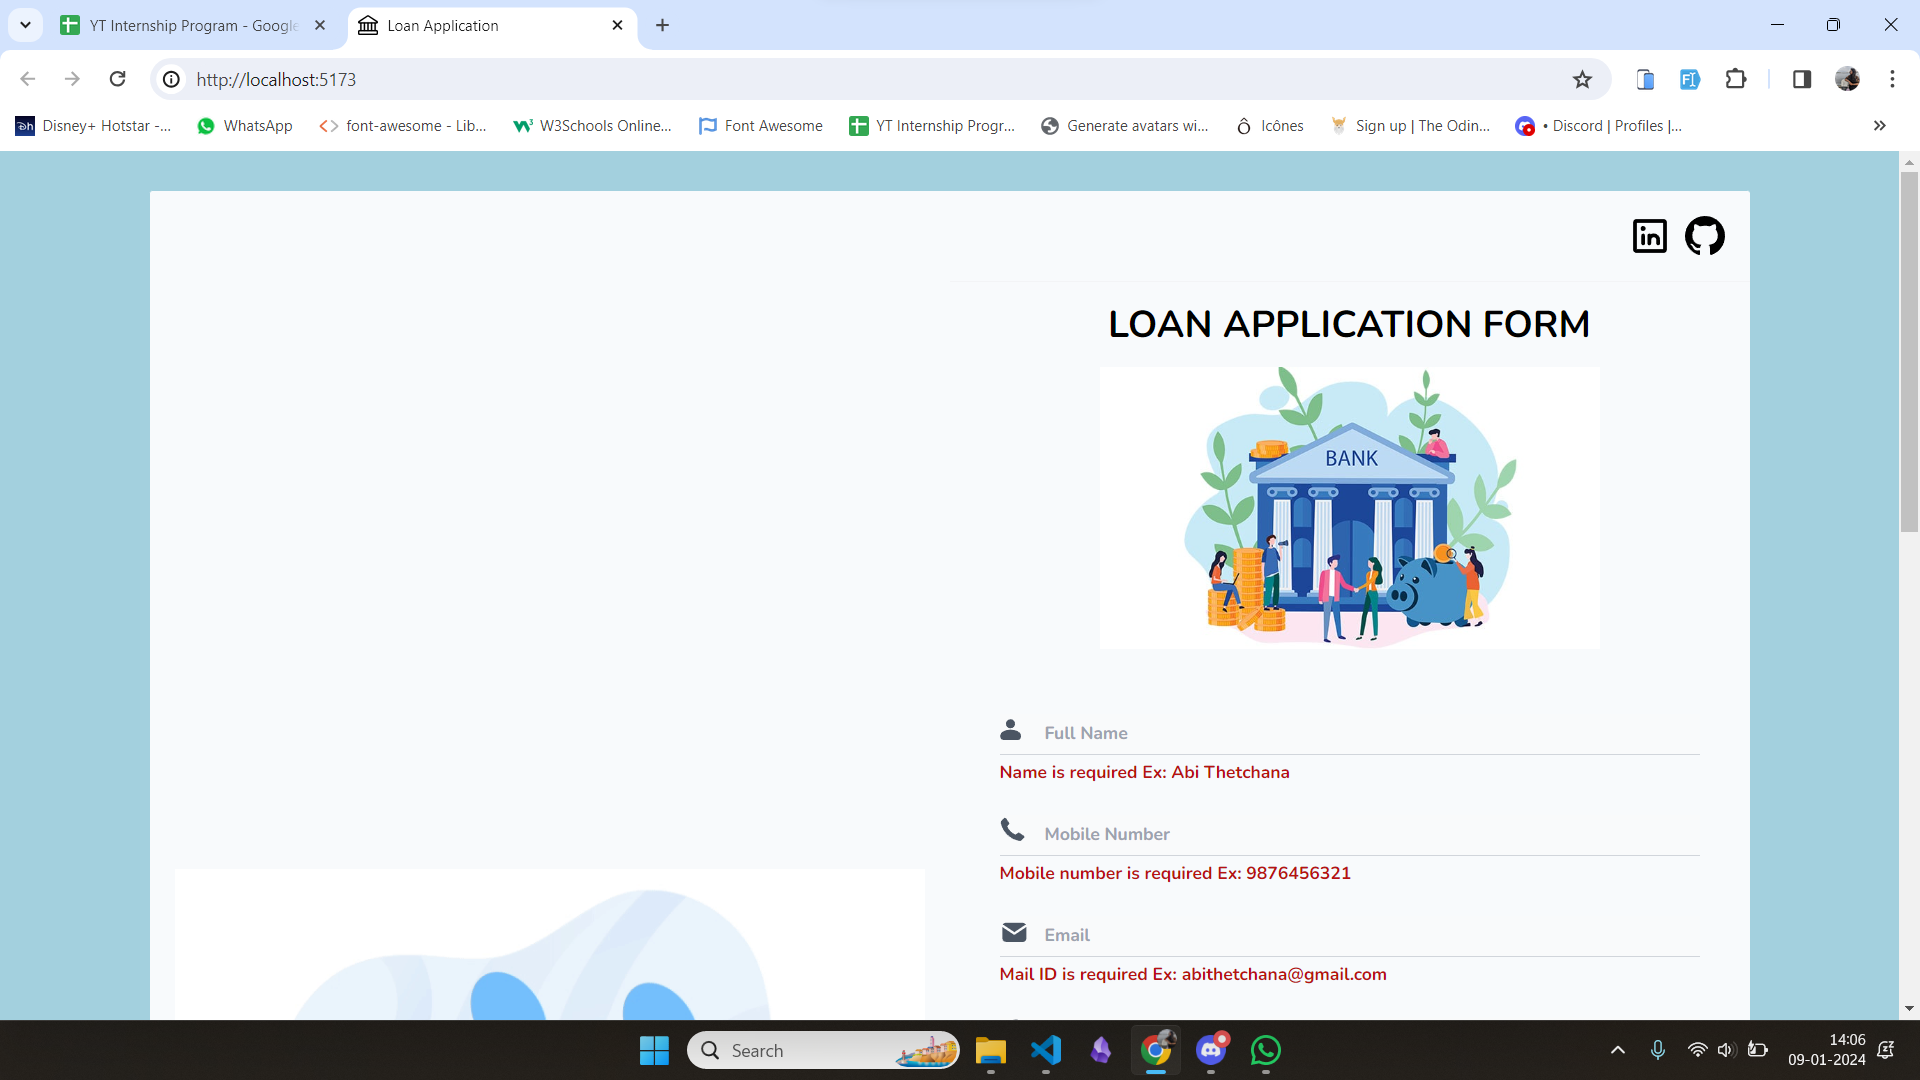 YT Internship Program - Google
Loan Application
http://localhost:5173
Disney+ Hotstar -...
WhatsApp
font-awesome - Lib...
W3Schools Online...
Font Awesome
YT Internship Progr...
Generate avatars wi...
Icônes
Sign up | The Odin...
• Discord | Profiles |...
LOAN APPLICATION FORM
BANK
Full Name
Name is required Ex: Abi Thetchana
Mobile Number
Mobile number is required Ex: 9876456321
Email
Mail ID is required Ex: abithetchana@gmail.com
Search
14:06
09-01-2024